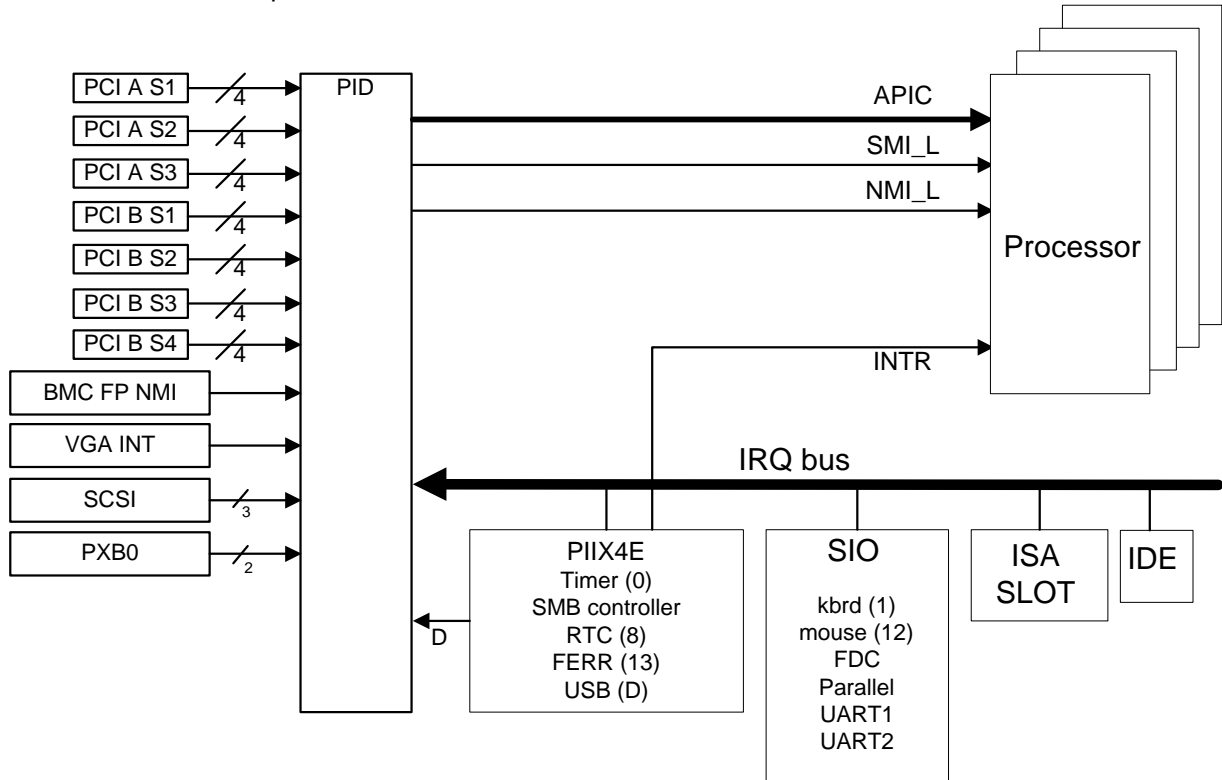 PCI A S1
4
PCI A S2
4
PCI A S3
4
PCI B S1
4
PCI B S2
4
PCI B S3
4
PCI B S4
4
BMC FP NMI
VGA INT
SCSI
3
PXB0
2
PID
APIC
SMI_L
NMI_L
INTR
Processor
IRQ bus
D
PIIX4E
Timer (0)
SMB controller
RTC (8)
FERR (13)
USB (D)
SIO
kbrd (1)
mouse (12)
FDC
Parallel
UART1
UART2
ISA
SLOT
IDE